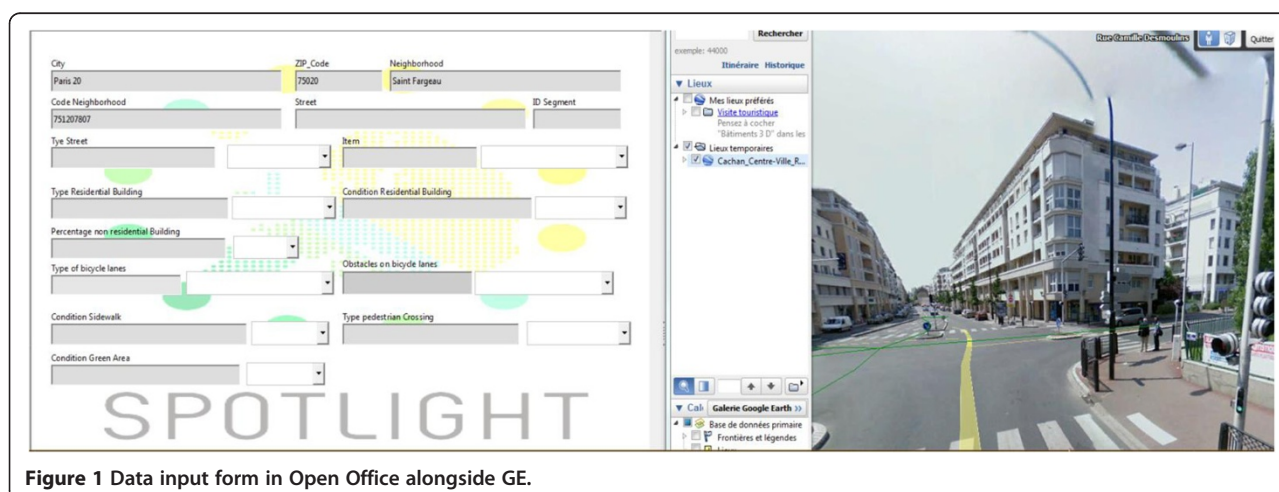 City
ZIP_Code
Neighborhood
Paris 20
75020
Saint Fargeau
Code Neighborhood
Street
ID Segment
751207807
Tye Street
Item
Type Residential Building
Condition Residential Building
Percentage non residential Building
Type of bicycle lanes
Obstacles on bicycle lanes
Condition Sidewalk
Type pedestrian Crossing
Condition Green Area
SPOTLIGHT
Rechercher
exemple: 44000
Itinéraire Historique
Lieux
Mes lieux préférés
Visite touristique
Pensez à cocher
"Bâtiments 3 D" dans les
Lieux temporaires
Cachan_Centre-Ville_R...
Cal
Galerie Google Earth >>
Base de données primaire
Frontières et légendes
Rue Camille Desmoulins
Quitter
Figure 1 Data input form in Open Office alongside GE.